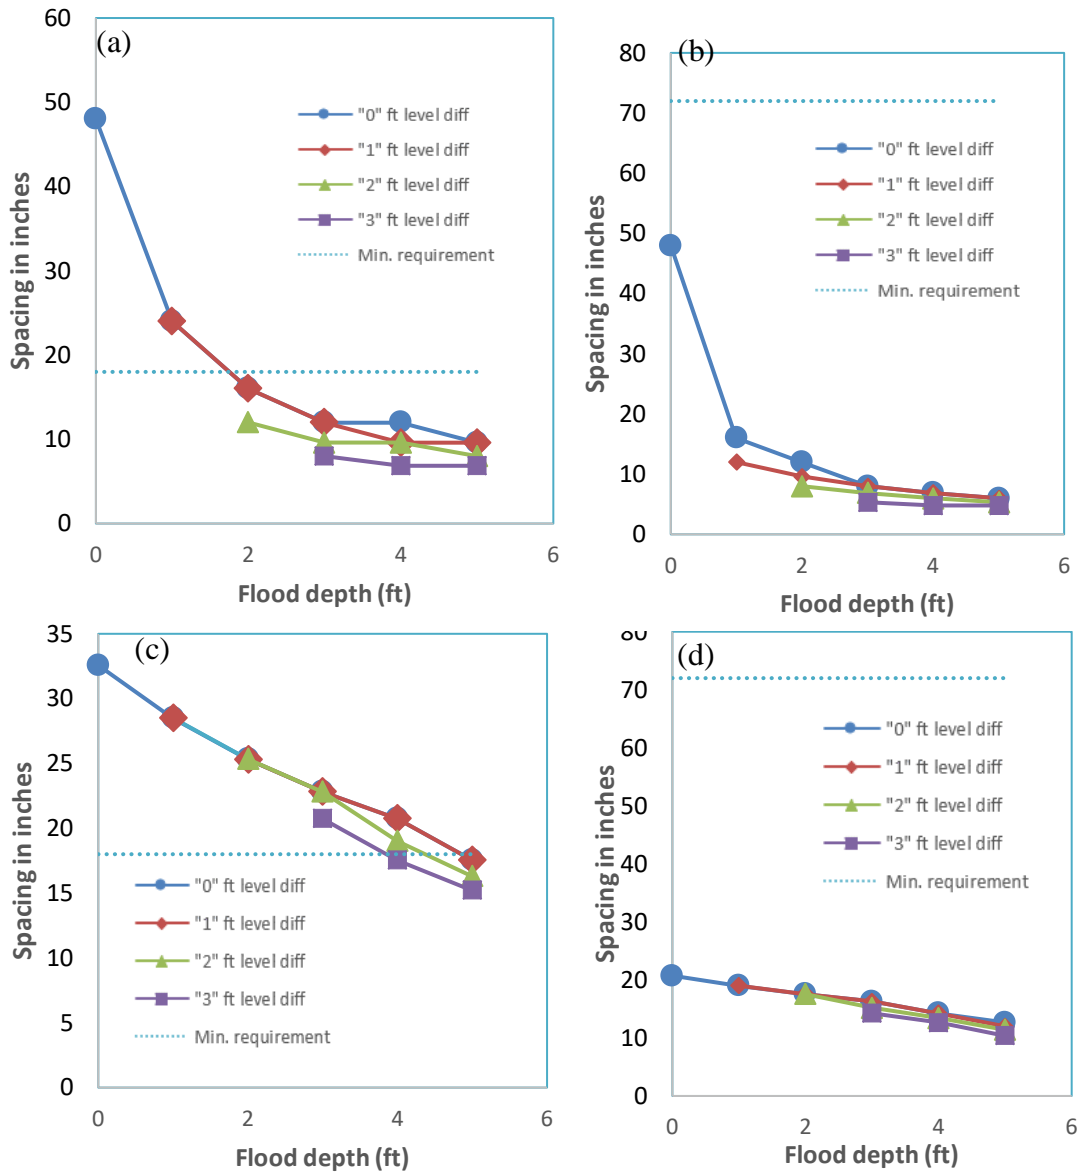 (a)
60
50
40
30
20
10
0
0 2 4 6
Spacing in inches
Flood depth (ft)
"0" ft level diff
"1" ft level diff
"2" ft level diff
"3" ft level diff
Min. requirement
(b)
80
70
60
50
40
30
20
10
0
0 2 4 6
Spacing in inches
Flood depth (ft)
"0" ft level diff
"1" ft level diff
"2" ft level diff
"3" ft level diff
Min. requirement
(c)
35
30
25
20
15
10
5
0
0 2 4 6
Spacing in inches
Flood depth (ft)
"0" ft level diff
"1" ft level diff
"2" ft level diff
"3" ft level diff
Min. requirement
(d)
80
70
60
50
40
30
20
10
0
0 2 4 6
Spacing in inches
Flood depth (ft)
"0" ft level diff
"1" ft level diff
"2" ft level diff
"3" ft level diff
Min. requirement